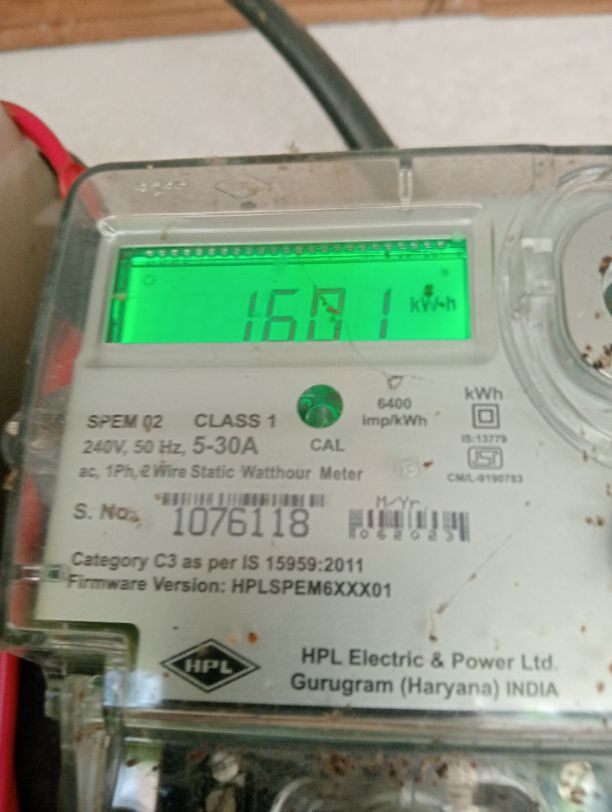 1681 kW·h
SPEM 02 CLASS 1
6400
imp/kWh
kWh
240V, 50 Hz, 5-30A
CAL
IS:13779
ac, 1Ph, 2 Wire Static Watthour Meter
CM/L-9190783
S. No.
1076118
M/Yr.
062023
Category C3 as per IS 15959:2011
Firmware Version: HPLSPEM6XXX01
HPL
HPL Electric & Power Ltd.
Gurugram (Haryana) INDIA